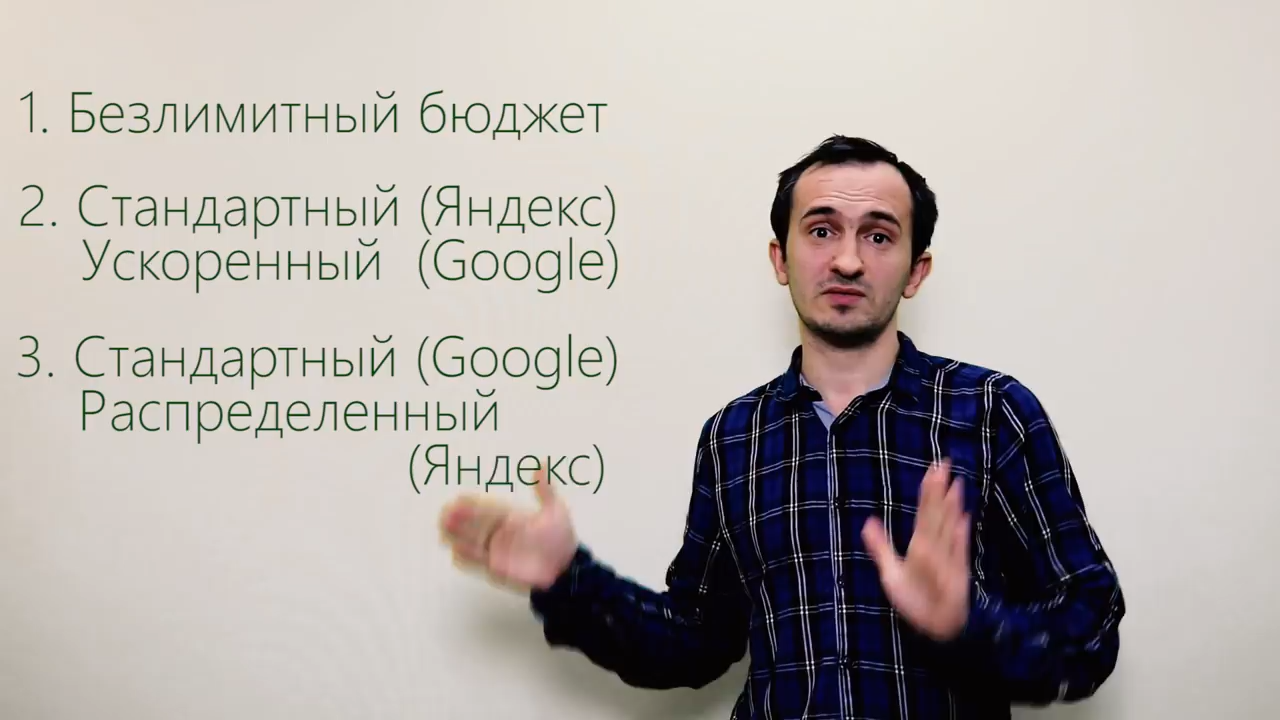 1. Безлимитный бюджет
2. Стандартный (Яндекс)
Ускоренный (Google)
3. Стандартный (Google)
Распределенный
(Яндекс)